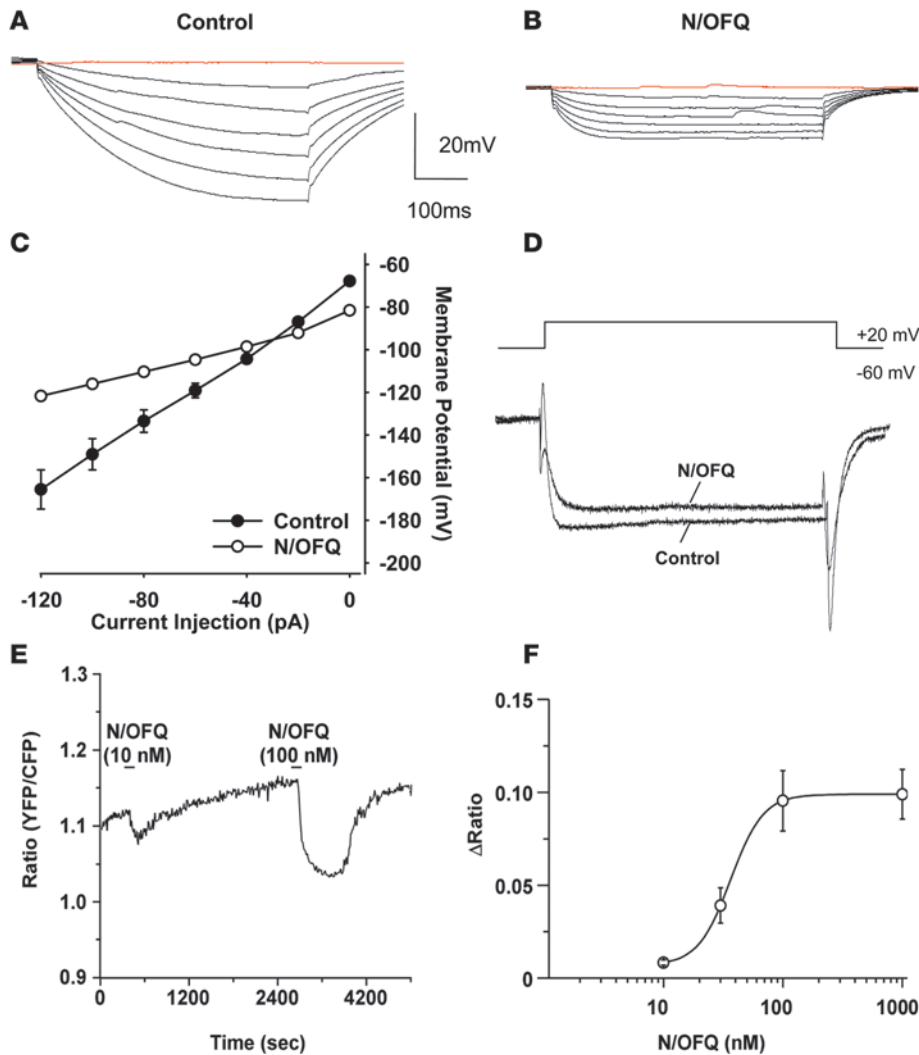 A
Control
B
N/OFQ
20mV
100ms
C
-60
-80
-100
-120
-140
-160
-180
-200
Membrane Potential (mV)
Control
N/OFQ
-120
-80
-40
0
Current Injection (pA)
D
+20 mV
-60 mV
N/OFQ
Control
E
1.3
1.2
1.1
1.0
0.9
Ratio (YFP/CFP)
N/OFQ
(10 nM)
N/OFQ
(100 nM)
0
1200
2400
4200
Time (sec)
F
0.15
0.10
0.05
0
ΔRatio
10
100
1000
N/OFQ (nM)